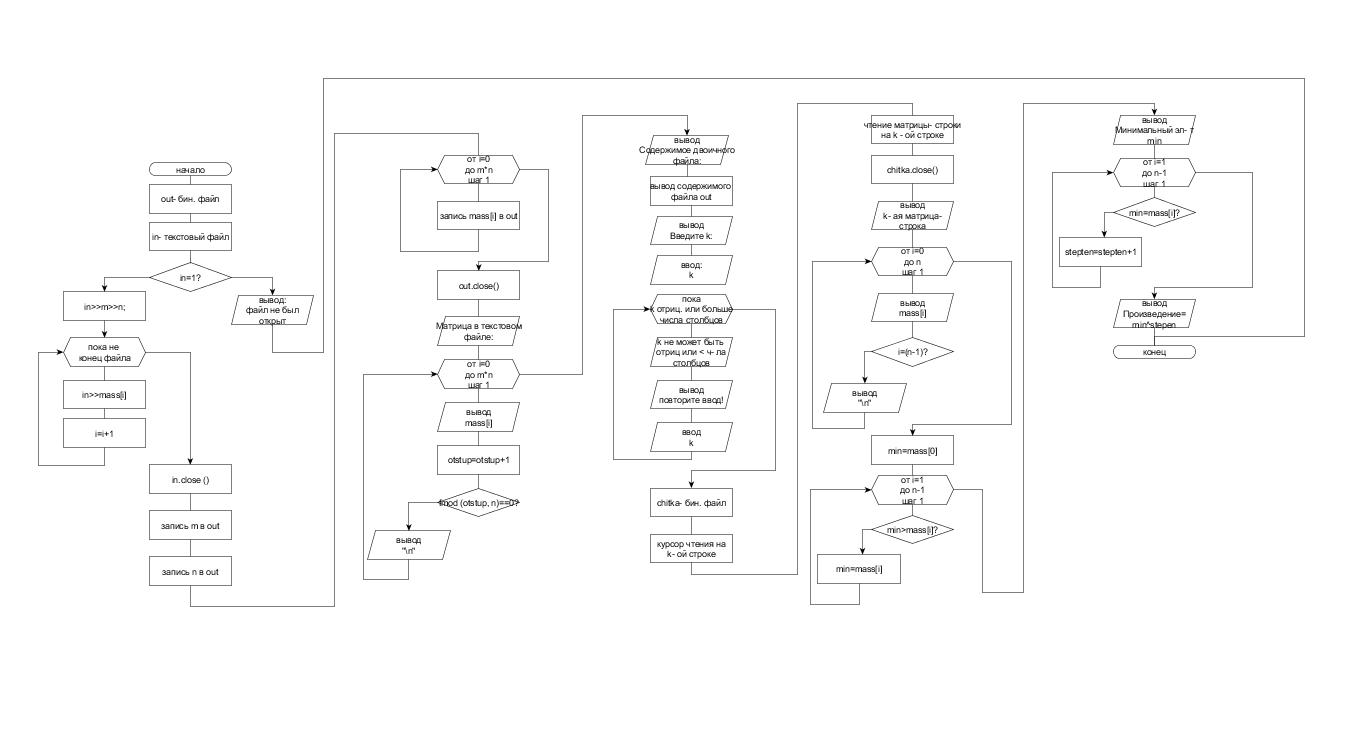 начало
out- бин. файл
in- текстовый файл
in=1?
in>>m>>n;
вывод:
файл не был
открыт
пока не
конец файла
in>>mass[i]
i=i+1
in.close ()
запись m в out
запись n в out
от i=0
до m*n
шаг 1
запись mass[i] в out
out.close()
Матрица в текстовом
файле:
от i=0
до m*n
шаг 1
вывод
mass[i]
otstup=otstup+1
fmod (otstup, n)==0?
вывод
"\n"
вывод
Содержимое двоичного
файла:
вывод содержимого
файла out
вывод
Введите k:
ввод:
k
пока
k отриц. или больше
числа столбцов
k не может быть
отриц или < ч- ла
столбцов
вывод
повторите ввод!
ввод
k
chitka- бин. файл
курсор чтения на
k- ой строке
чтение матрицы- строки
на k - ой строке
chitka.close()
вывод
k- ая матрица-
строка
от i=0
до n
шаг 1
вывод
mass[i]
i=(n-1)?
вывод
"\n"
min=mass[0]
от i=1
до n-1
шаг 1
min>mass[i]?
min=mass[i]
вывод
Минимальный эл- т
min
от i=1
до n-1
шаг 1
min=mass[i]?
stepten=stepten+1
вывод
Произведение=
min*stepen
конец